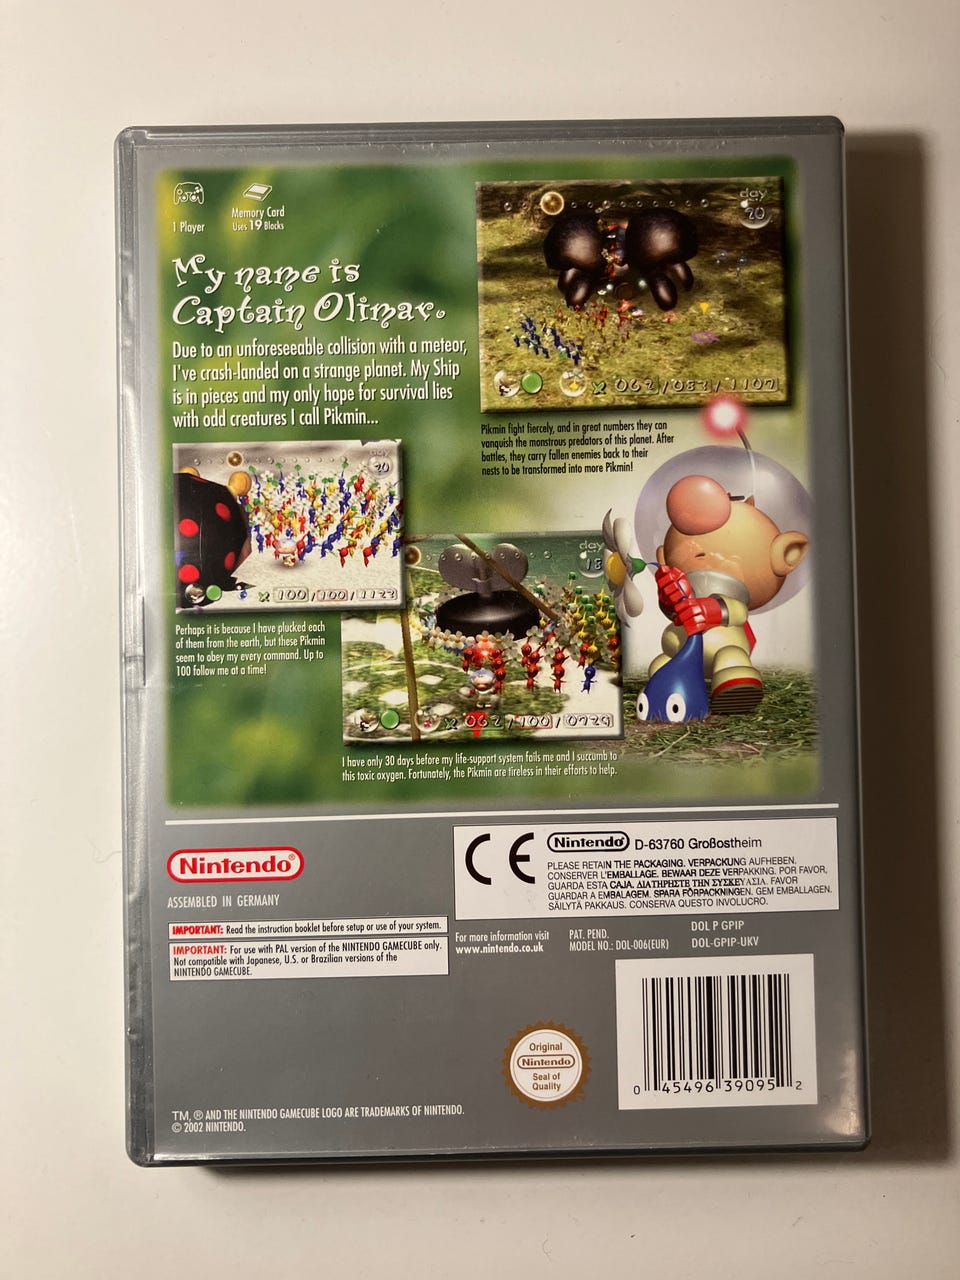 1 Player
Memory Card
Uses 19 Blocks
My name is
Captain Olimar.
Due to an unforeseeable collision with a meteor,
I've crash-landed on a strange planet. My Ship
is in pieces and my only hope for survival lies
with odd creatures I call Pikmin...
day
20
x 062/083/1107
Pikmin fight fiercely, and in great numbers they can
vanquish the monstrous predators of this planet. After
battles, they carry fallen enemies back to their
nests to be transformed into more Pikmin!
day
20
x 100/100/1122
Perhaps it is because I have plucked each
of them from the earth, but these Pikmin
seem to obey my every command. Up to
100 follow me at a time!
day
18
x 062/100/0729
I have only 30 days before my life-support system fails me and I succumb to
this toxic oxygen. Fortunately, the Pikmin are tireless in their efforts to help.
Nintendo®
ASSEMBLED IN GERMANY
IMPORTANT: Read the instruction booklet before setup or use of your system.
IMPORTANT: For use with PAL version of the NINTENDO GAMECUBE only.
Not compatible with Japanese, U.S. or Brazilian versions of the
NINTENDO GAMECUBE.
CE
Nintendo D-63760 Großostheim
PLEASE RETAIN THE PACKAGING. VERPACKUNG AUFHEBEN.
CONSERVER L'EMBALLAGE. BEWAAR DEZE VERPAKKING. POR FAVOR,
GUARDA ESTA CAJA. ΔΙΑΤΗΡΗΣΤΕ ΤΗΝ ΣΥΣΚΕΥΑΣΙΑ. FAVOR
GUARDAR A EMBALAGEM. SPARA FÖRPACKNINGEN. GEM EMBALLAGEN.
SÄILYTÄ PAKKAUS. CONSERVA QUESTO INVOLUCRO.
For more information visit
www.nintendo.co.uk
PAT. PEND.
MODEL NO.: DOL-006(EUR)
DOL P GPIP
DOL-GPIP-UKV
Original
Nintendo
Seal of
Quality
0 45496 39095 2
TM, ® AND THE NINTENDO GAMECUBE LOGO ARE TRADEMARKS OF NINTENDO.
© 2002 NINTENDO.